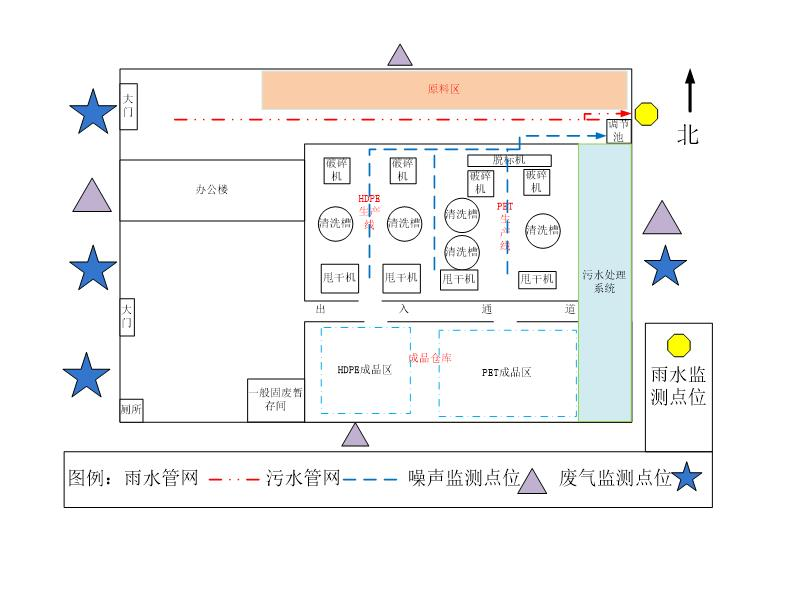 原料区
大
门
调节
池
北
脱标机
破碎
机
破碎
机
破碎
机
破碎
机
办公楼
HDPE
生产
线
PET
生
产
线
清洗槽
清洗槽
清洗槽
清洗槽
清洗槽
甩干机
甩干机
甩干机
甩干机
污水处理
系统
大
门
出 入 通 道
成品仓库
HDPE成品区
PET成品区
雨水监
测点位
一般固废暂
存间
厕所
图例：雨水管网 污水管网 噪声监测点位 废气监测点位